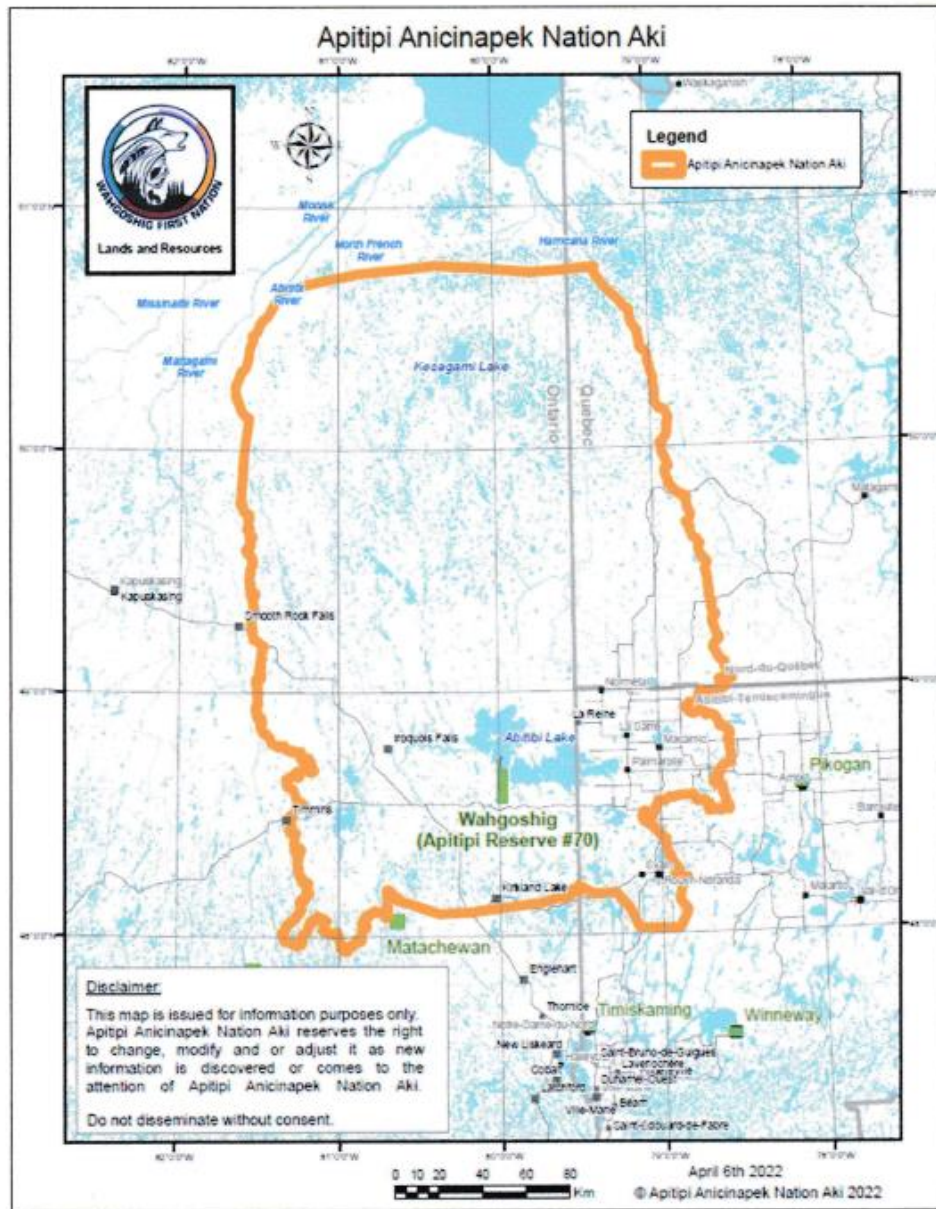 Apitipi Anicinapek Nation Aki
Waskaganish
WAHGOSHIG FIRST NATION
Lands and Resources
Legend
Apitipi Anicinapek Nation Aki
Moose
River
North French
River
Harricana River
Abitibi
River
Missinaibi River
Mattagami
River
Kesagami Lake
Ontario
Quebec
Matagami
Kapuskasing
Kapuskasing
Smooth Rock Falls
Nord-du-Québec
Abitibi-Témiscamingue
Normétal
La Reine
Iroquois Falls
Abitibi Lake
La Sarre
Macamic
Palmarolle
Pikogan
Amos
Timmins
Wahgoshig
(Apitipi Reserve #70)
Rouyn-Noranda
Kirkland Lake
Malartic
Matachewan
Englehart
Thornloe
Timiskaming
Winneway
New Liskeard
Saint-Bruno-de-Guigues
Laverlochère
Cobalt
Duhamel-Ouest
Latchford
Béarn
Ville-Marie
Saint-Édouard-de-Fabre
Disclaimer:
This map is issued for information purposes only.
Apitipi Anicinapek Nation Aki reserves the right
to change, modify and or adjust it as new
information is discovered or comes to the
attention of Apitipi Anicinapek Nation Aki.
Do not disseminate without consent.
0 10 20 40 60 80
Km
April 6th 2022
© Apitipi Anicinapek Nation Aki 2022